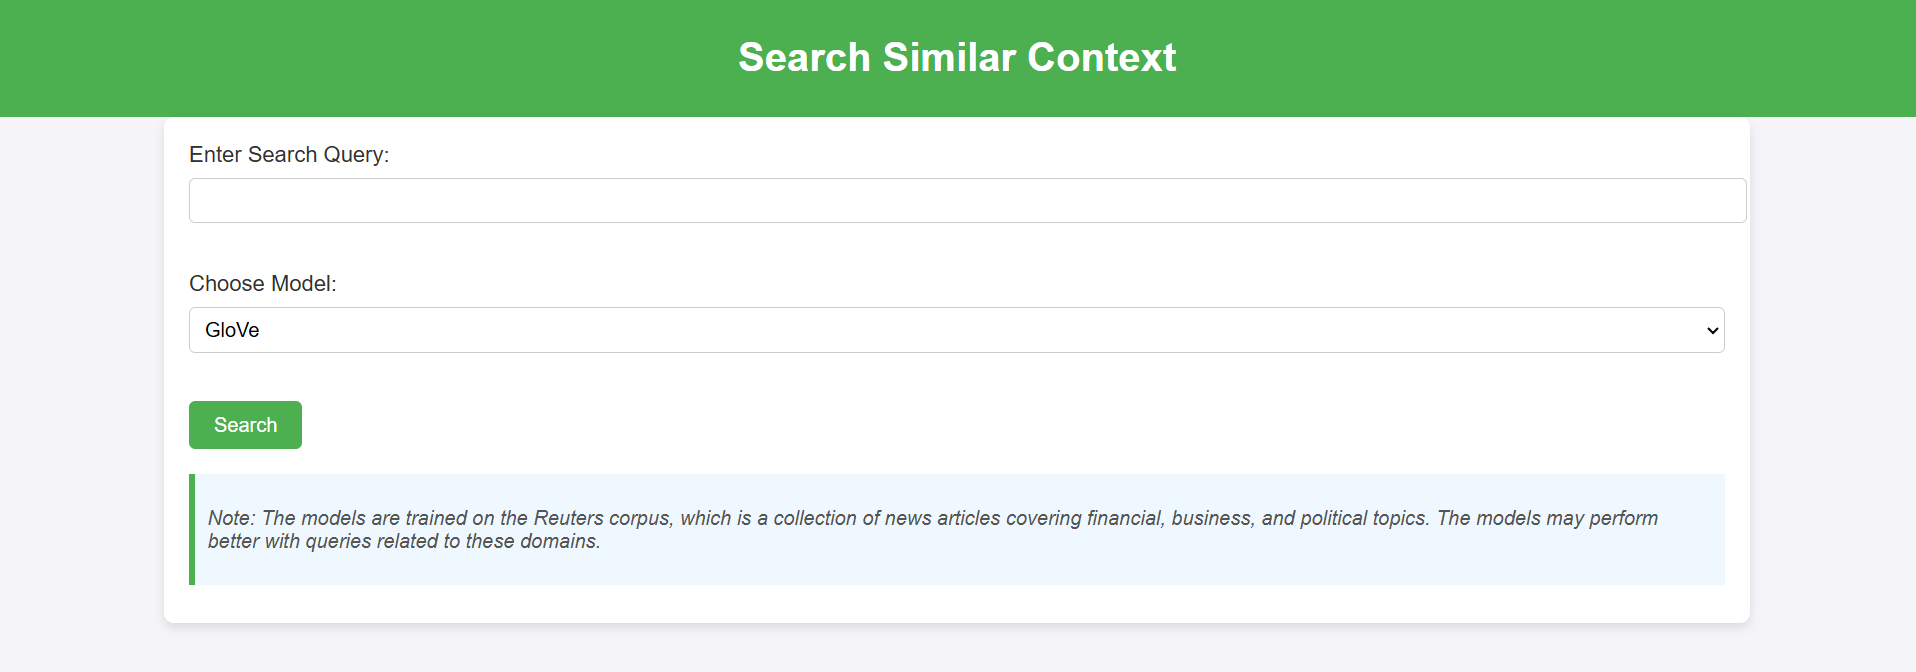 Search Similar Context
Enter Search Query:
Choose Model:
GloVe
Search
Note: The models are trained on the Reuters corpus, which is a collection of news articles covering financial, business, and political topics. The models may perform
better with queries related to these domains.